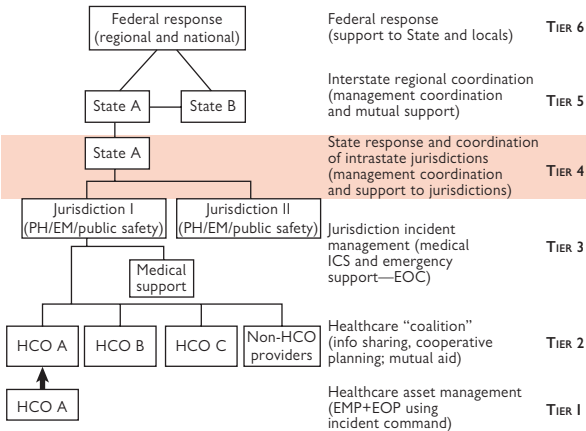 Federal response
(regional and national)
Federal response
(support to State and locals)
TIER 6
State A
State B
Interstate regional coordination
(management coordination
and mutual support)
TIER 5
State A
State response and coordination
of intrastate jurisdictions
(management coordination
and support to jurisdictions)
TIER 4
Jurisdiction I
(PH/EM/public safety)
Jurisdiction II
(PH/EM/public safety)
Medical
support
Jurisdiction incident
management (medical
ICS and emergency
support—EOC)
TIER 3
HCO A
HCO B
HCO C
Non-HCO
providers
Healthcare “coalition”
(info sharing, cooperative
planning; mutual aid)
TIER 2
HCO A
Healthcare asset management
(EMP+EOP using
incident command)
TIER I